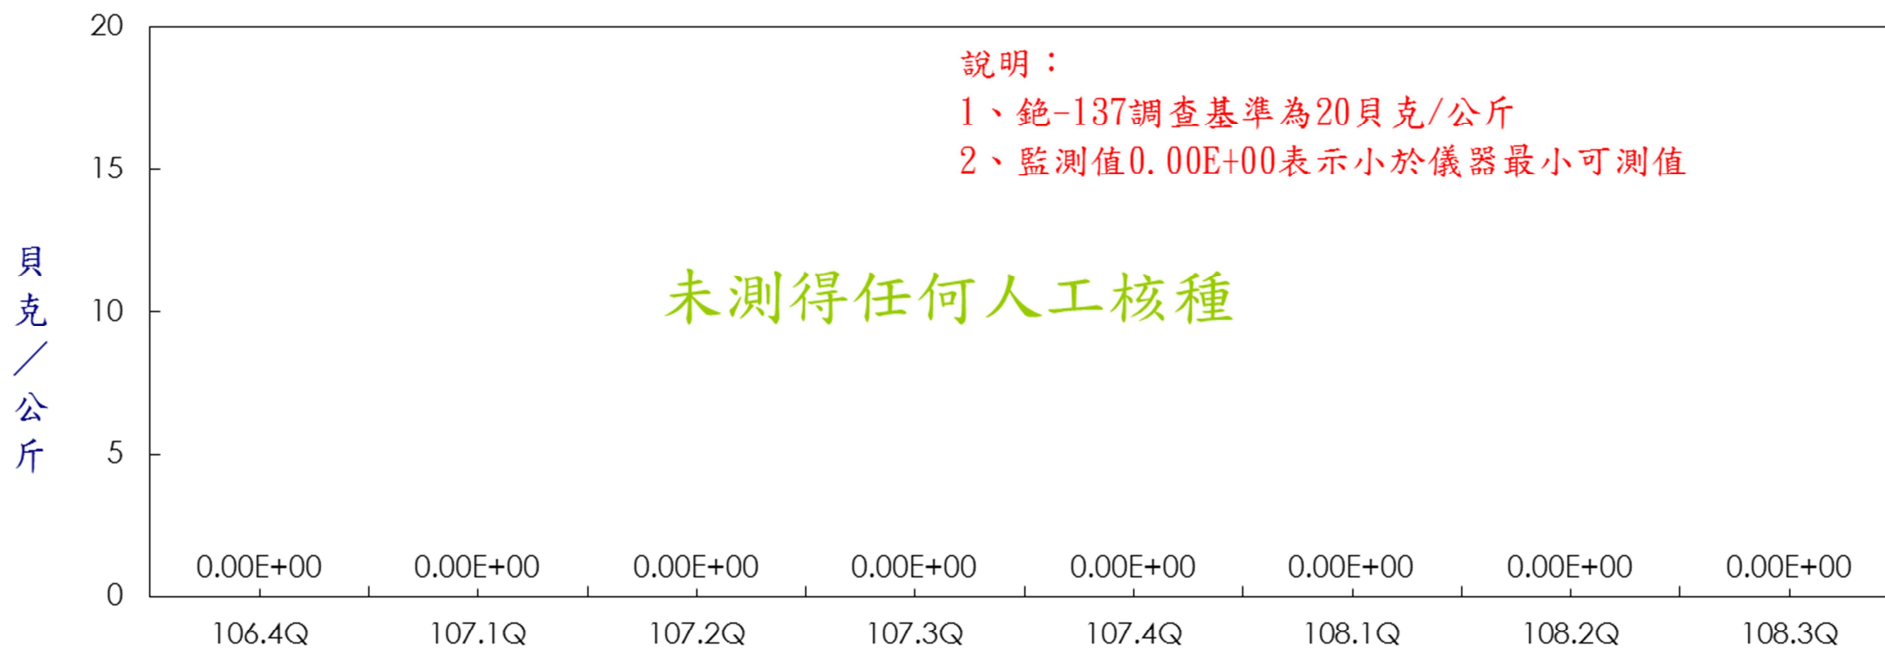 20
說明：
1、銫-137調查基準為20貝克/公斤
2、監測值0.00E+00表示小於儀器最小可測值
15
貝克／公斤
未測得任何人工核種
10
5
0.00E+00 0.00E+00 0.00E+00 0.00E+00 0.00E+00 0.00E+00 0.00E+00 0.00E+00
0
106.4Q 107.1Q 107.2Q 107.3Q 107.4Q 108.1Q 108.2Q 108.3Q